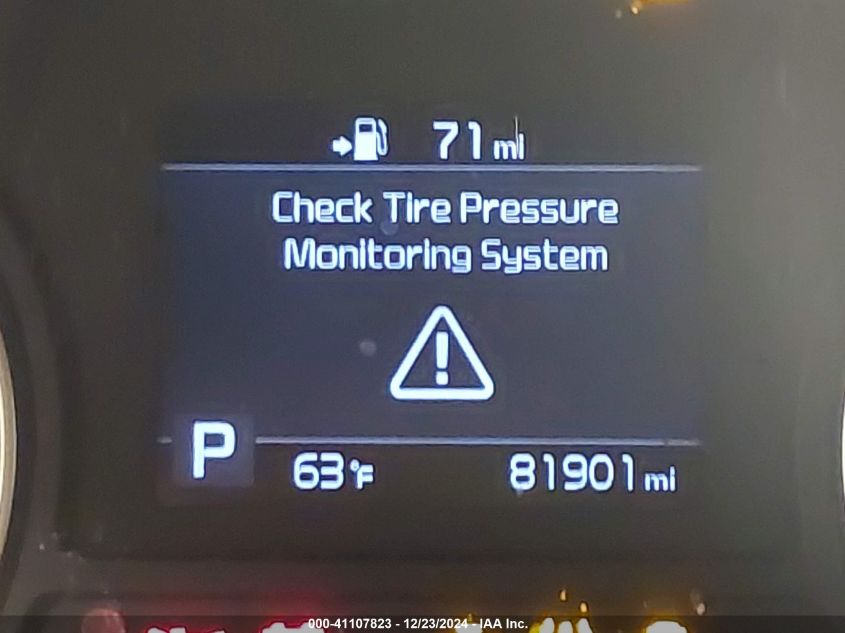 71 mi
Check Tire Pressure
Monitoring System
P 63°F 81901 mi
000-41107823 - 12/23/2024 - IAA Inc.